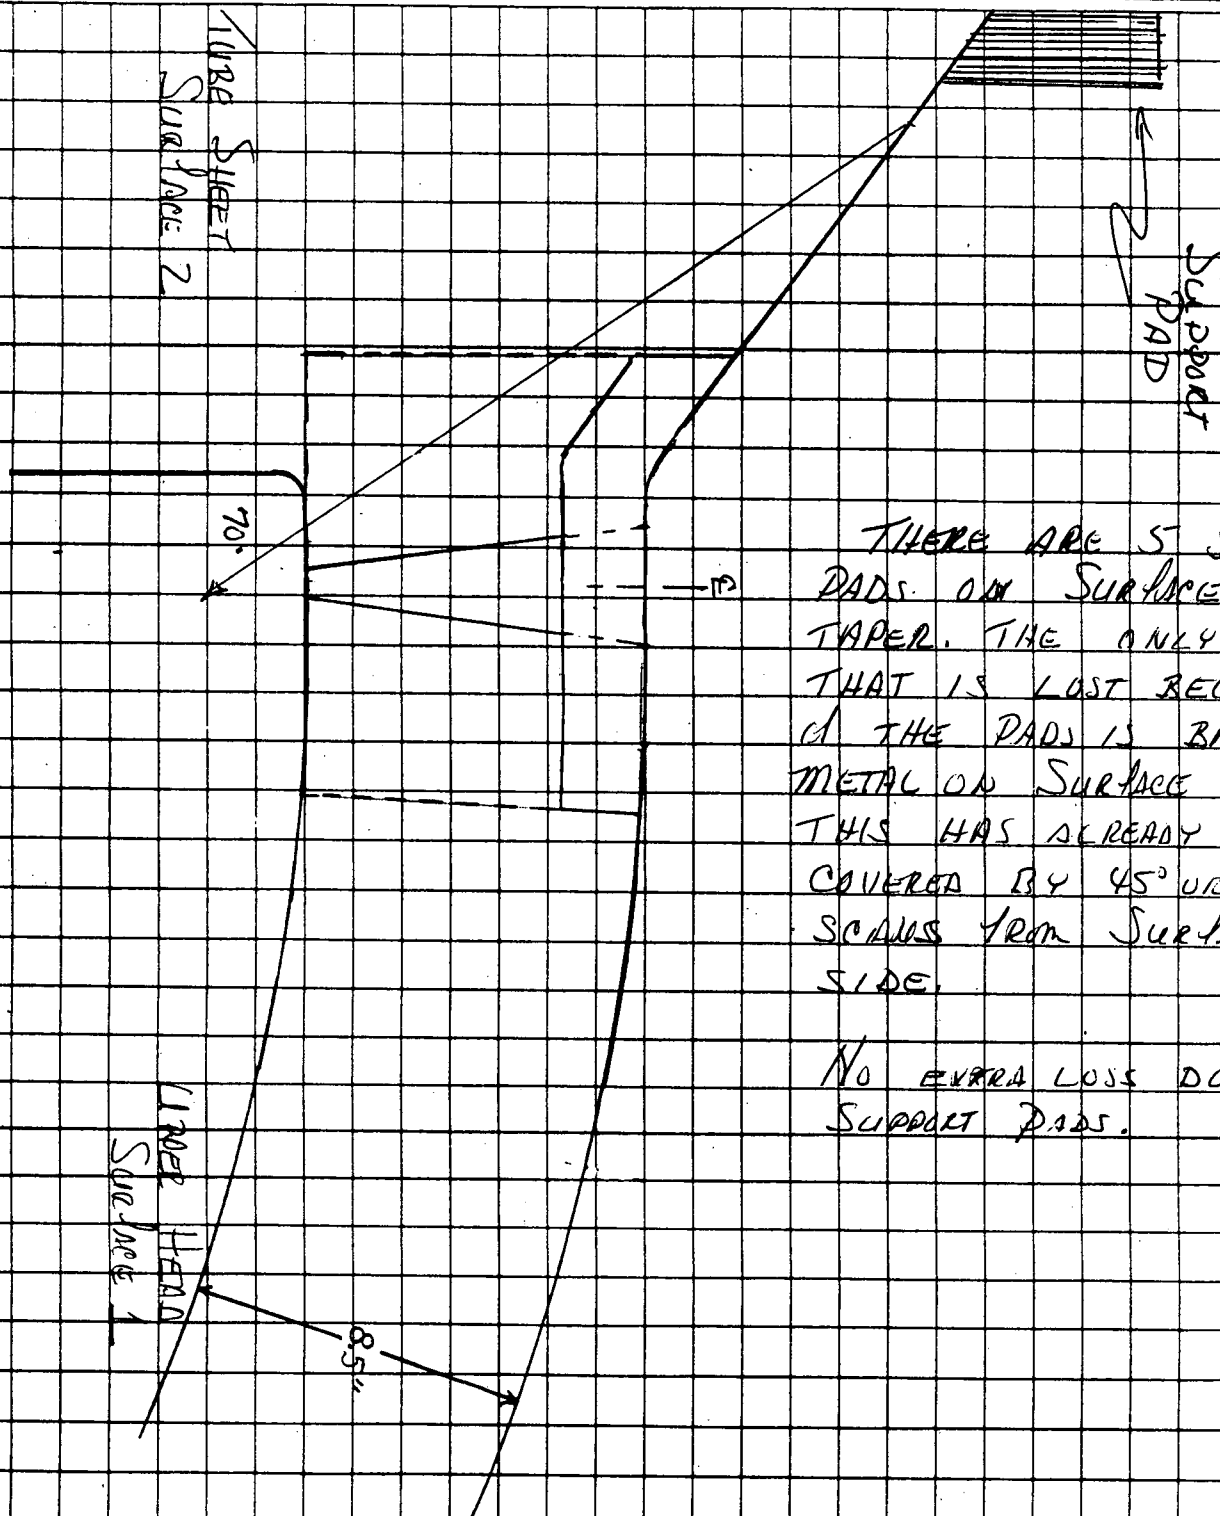 SUPPORT
PAD
TUBE SHEET
SURFACE 2
70°
THERE ARE 5 S
PADS ON SURFACE
TAPER. THE ONLY
THAT IS LOST BEC
OF THE PADS IS BA
METAL ON SURFACE
THIS HAS ALREADY
COVERED BY 45°
SCANS FROM SURF
SIDE.
NO EXTRA LOSS
SUPPORT PADS.
UPPER HEAD
SURFACE 1
8.5"